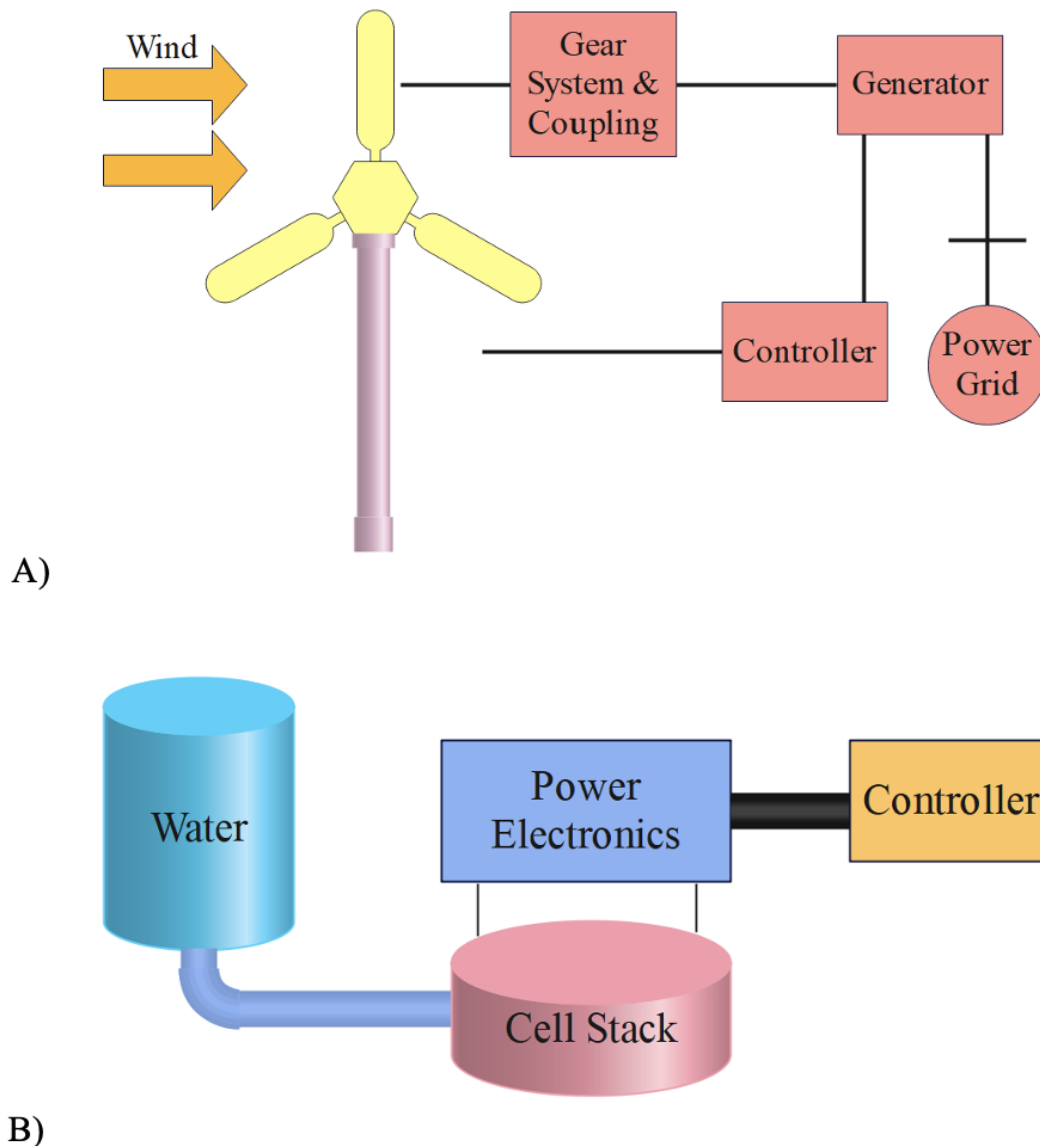 Wind
Gear
System &
Coupling
Generator
Controller
Power
Grid
A)
Water
Power
Electronics
Controller
Cell Stack
B)